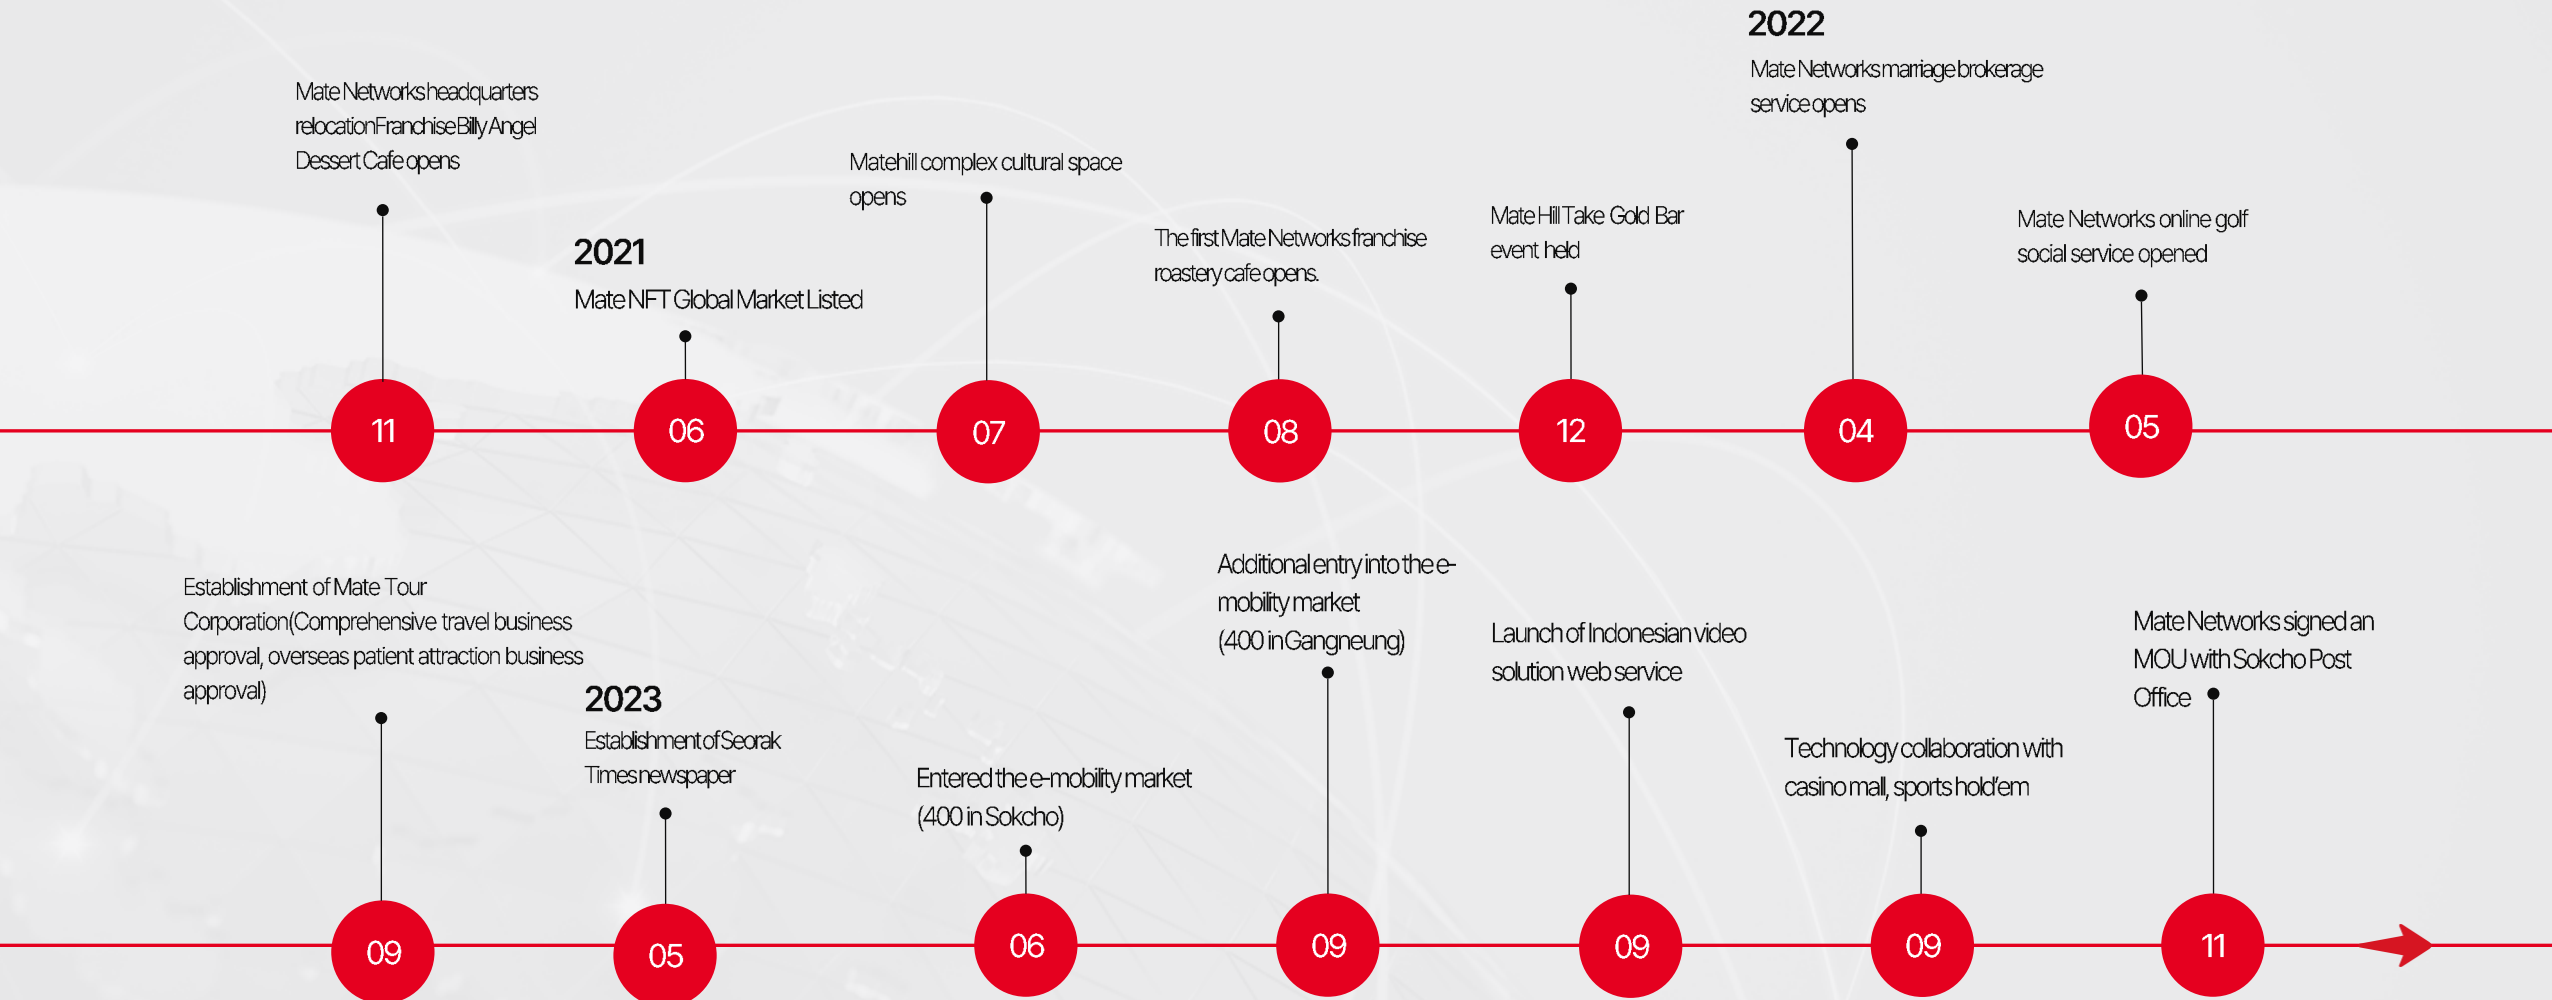 Mate Networks headquarters
relocationFranchise Billy Angel
Dessert Cafe opens
11
2021
Mate NFT Global Market Listed
06
Matehill complex cultural space
opens
07
The first Mate Networks franchise
roastery cafe opens.
08
Mate Hill Take Gold Bar
event held
12
2022
Mate Networks marriage brokerage
service opens
04
Mate Networks online golf
social service opened
05
Establishment of Mate Tour
Corporation(Comprehensive travel business
approval, overseas patient attraction business
approval)
09
2023
Establishment of Seorak
Times newspaper
05
Entered the e-mobility market
(400 in Sokcho)
06
Additional entry into the e-
mobility market
(400 in Gangneung)
09
Launch of Indonesian video
solution web service
09
Technology collaboration with
casino mall, sports hold'em
09
Mate Networks signed an
MOU with Sokcho Post
Office
11